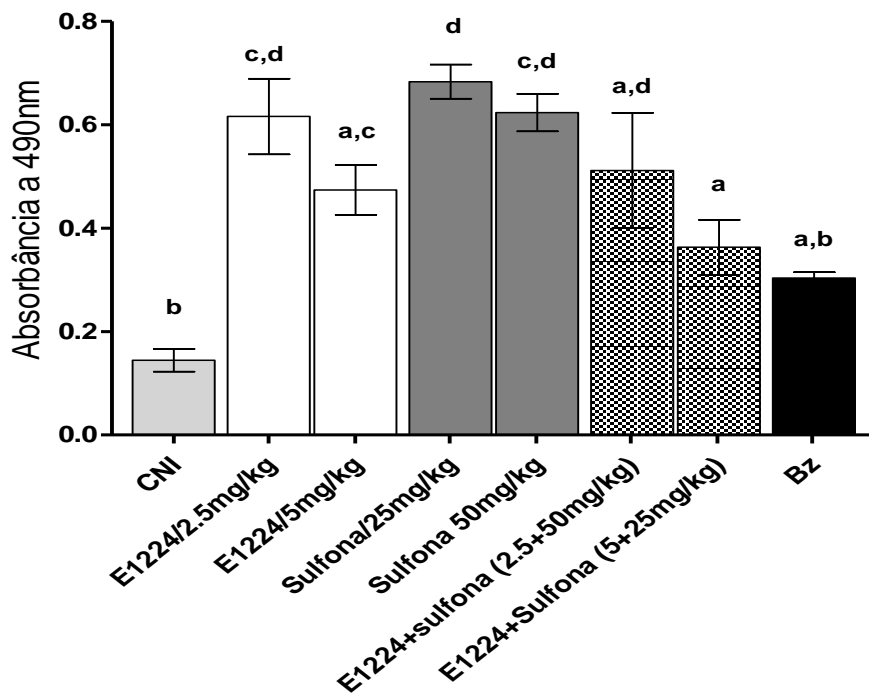 Absorbância a 490nm
0.8
0.6
0.4
0.2
0.0
b
c,d
a,c
d
c,d
a,d
a
a,b
CNI
E1224/2.5mg/kg
E1224/5mg/kg
Sulfona/25mg/kg
Sulfona 50mg/kg
E1224+sulfona (2.5+50mg/kg)
E1224+Sulfona (5+25mg/kg)
Bz